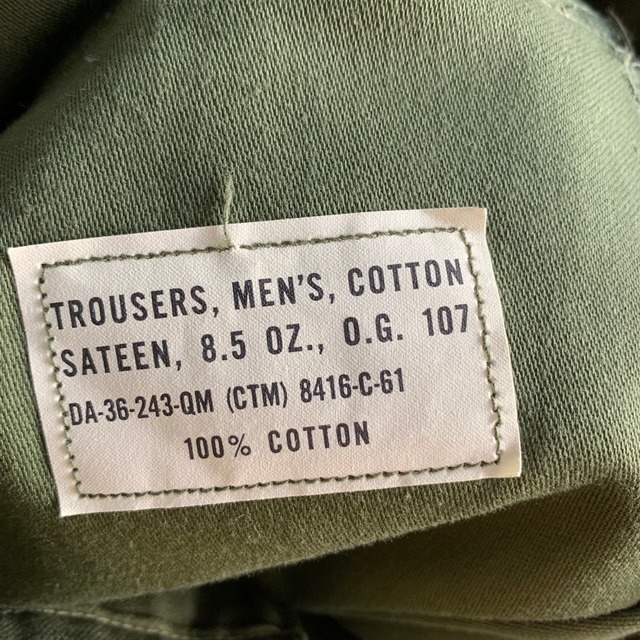 TROUSERS, MEN'S, COTTON
SATEEN, 8.5 OZ., O.G. 107
DA-36-243-QM (CTM) 8416-C-61
100% COTTON